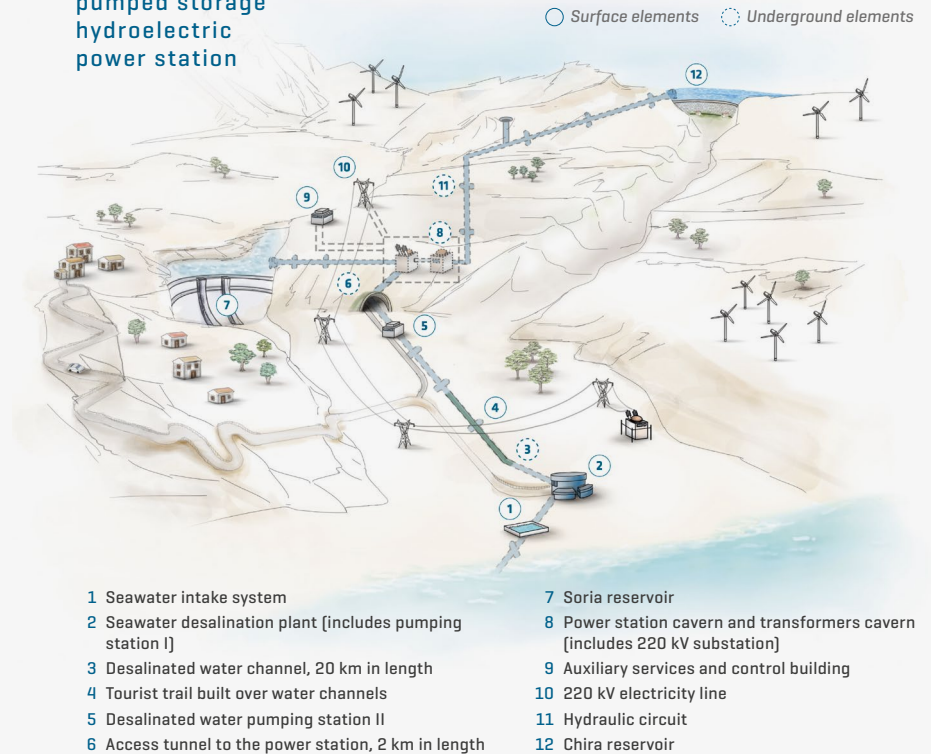 pumped storage
hydroelectric
power station
Surface elements
Underground elements
12
10
11
9
8
6
7
5
4
3
2
1
1 Seawater intake system
2 Seawater desalination plant (includes pumping
station I)
3 Desalinated water channel, 20 km in length
4 Tourist trail built over water channels
5 Desalinated water pumping station II
6 Access tunnel to the power station, 2 km in length
7 Soria reservoir
8 Power station cavern and transformers cavern
(includes 220 kV substation)
9 Auxiliary services and control building
10 220 kV electricity line
11 Hydraulic circuit
12 Chira reservoir